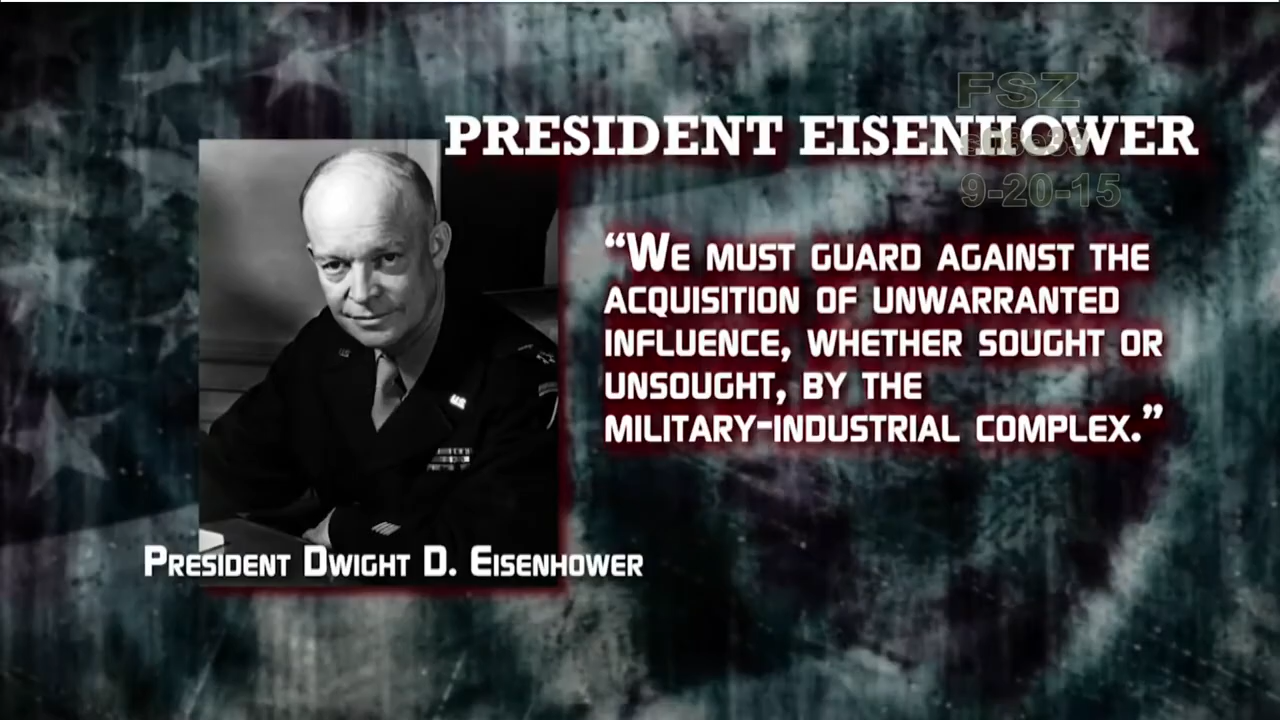 FSZ
PRESIDENT EISENHOWER
9-20-15
“WE MUST GUARD AGAINST THE
ACQUISITION OF UNWARRANTED
INFLUENCE, WHETHER SOUGHT OR
UNSOUGHT, BY THE
MILITARY-INDUSTRIAL COMPLEX.”
PRESIDENT DWIGHT D. EISENHOWER